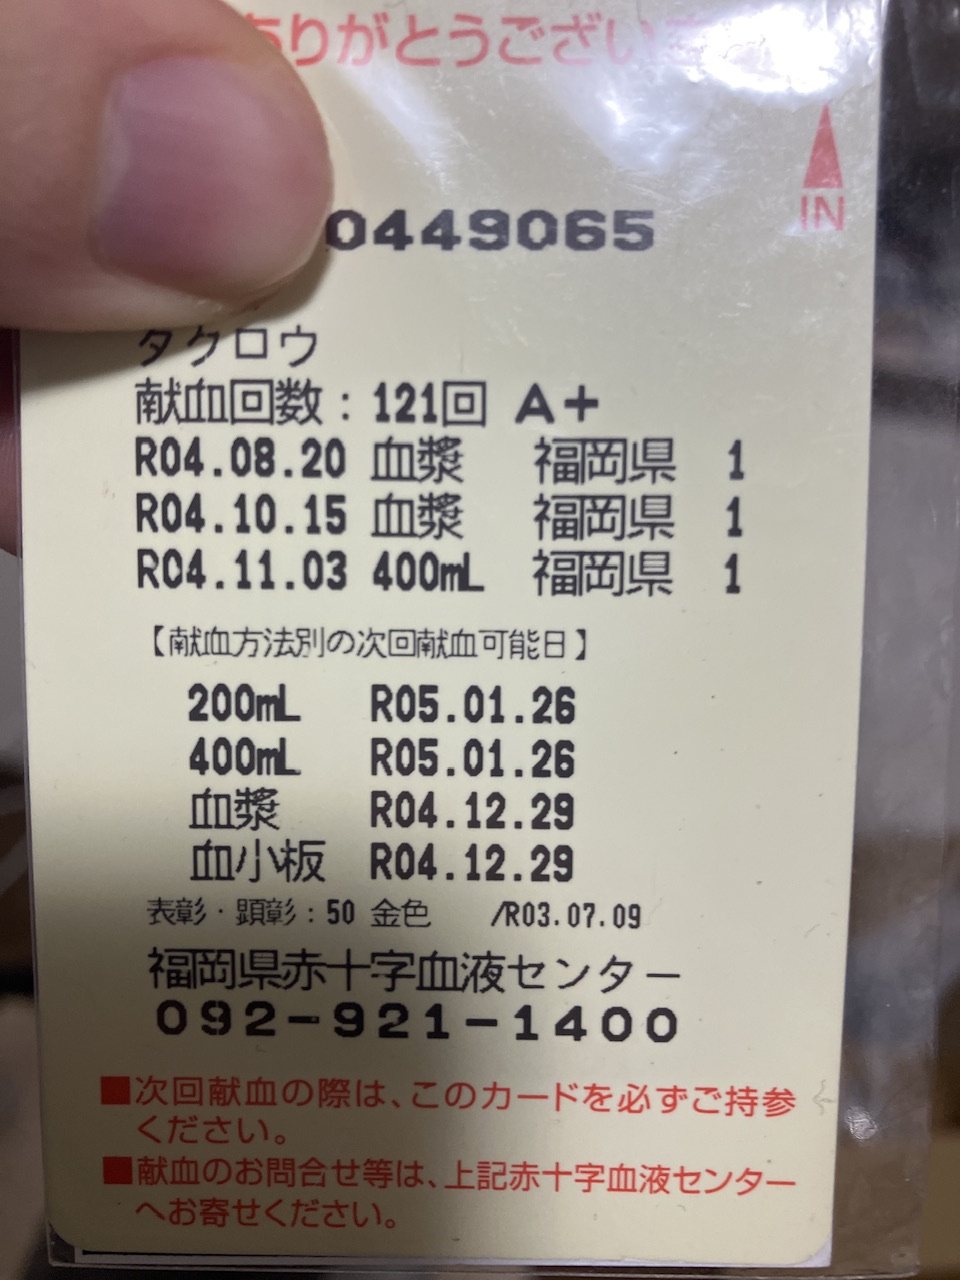 ありがとうございま
IN
0449065
タクロウ
献血回数：121回 A+
R04.08.20 血漿 福岡県 1
R04.10.15 血漿 福岡県 1
R04.11.03 400mL 福岡県 1
【献血方法別の次回献血可能日】
200mL R05.01.26
400mL R05.01.26
血漿 R04.12.29
血小板 R04.12.29
表彰・顕彰：50 金色 /R03.07.09
福岡県赤十字血液センター
092-921-1400
■次回献血の際は、このカードを必ずご持参
ください。
■献血のお問合せ等は、上記赤十字血液センター
へお寄せください。